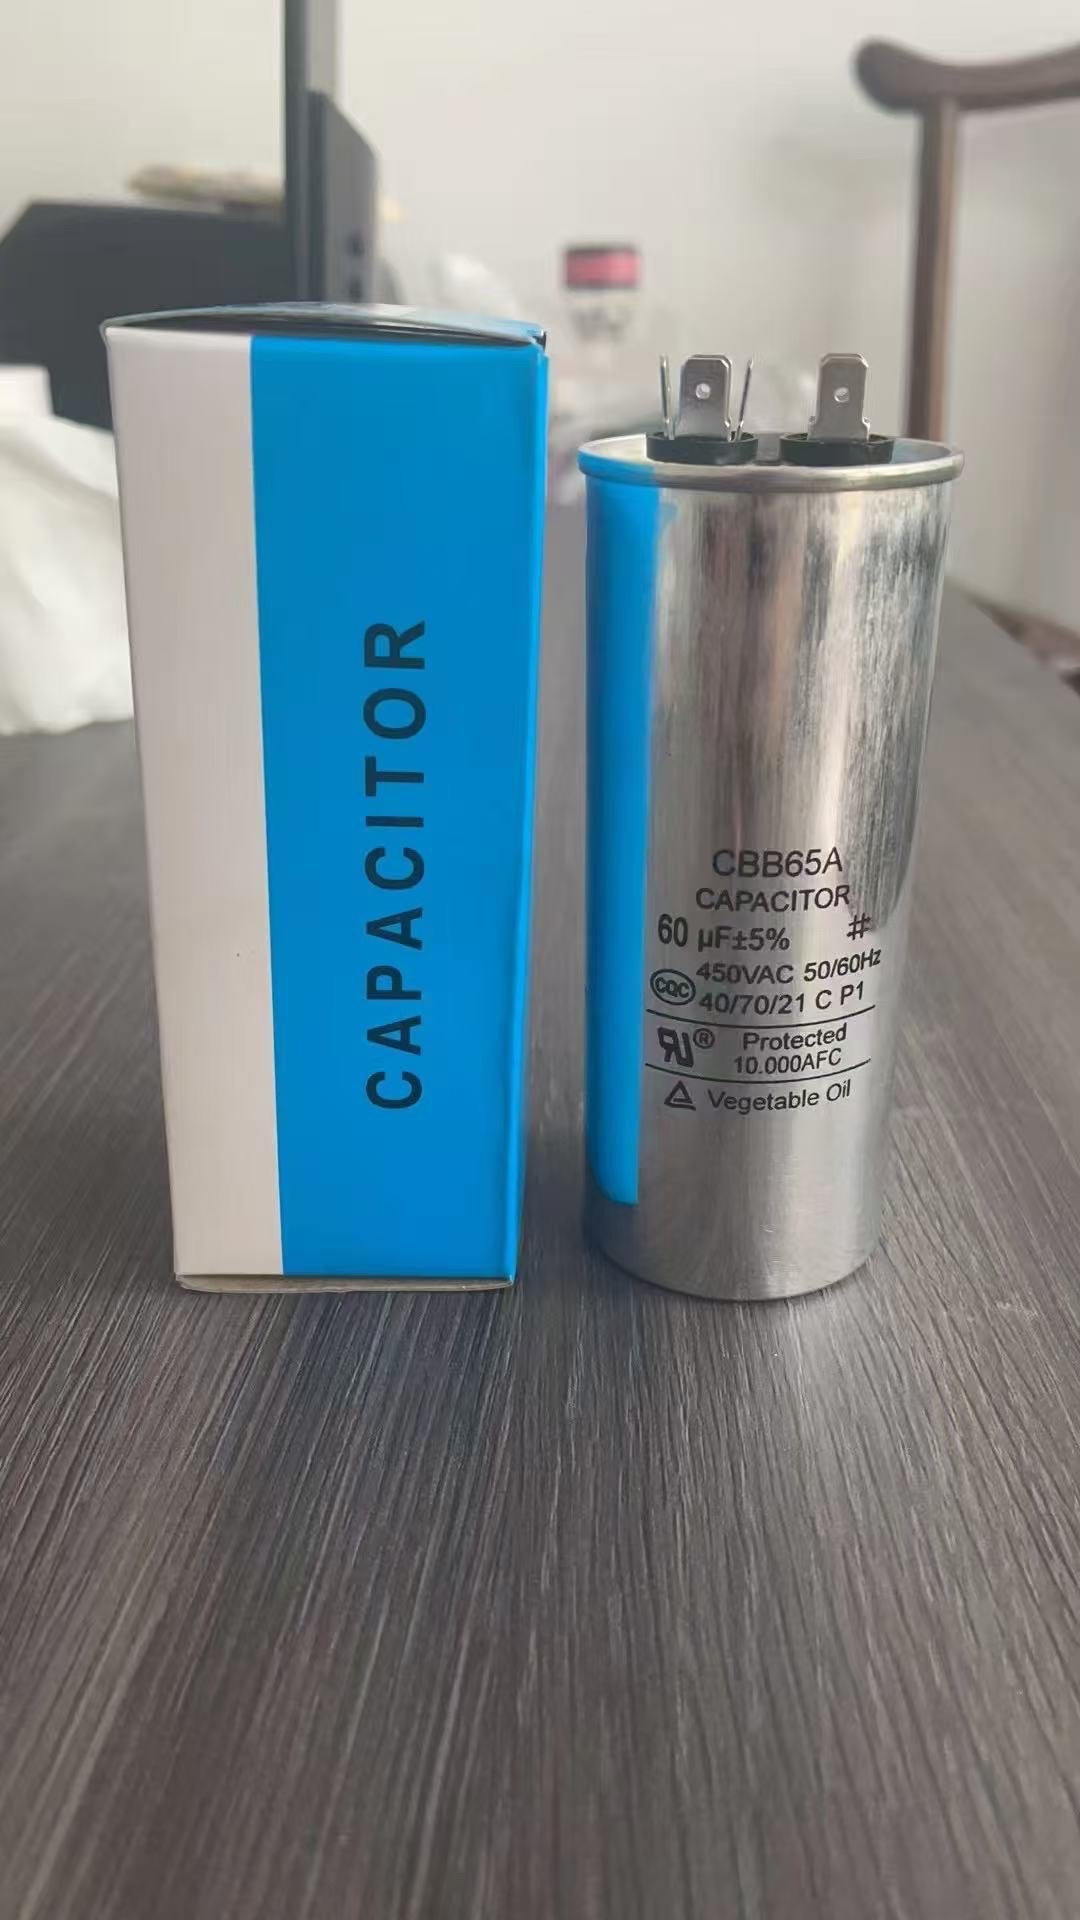 CAPACITOR
CBB65A
CAPACITOR
60 µF±5% #
CQC 450VAC 50/60Hz
40/70/21 C P1
RU® Protected
10.000AFC
Vegetable Oil